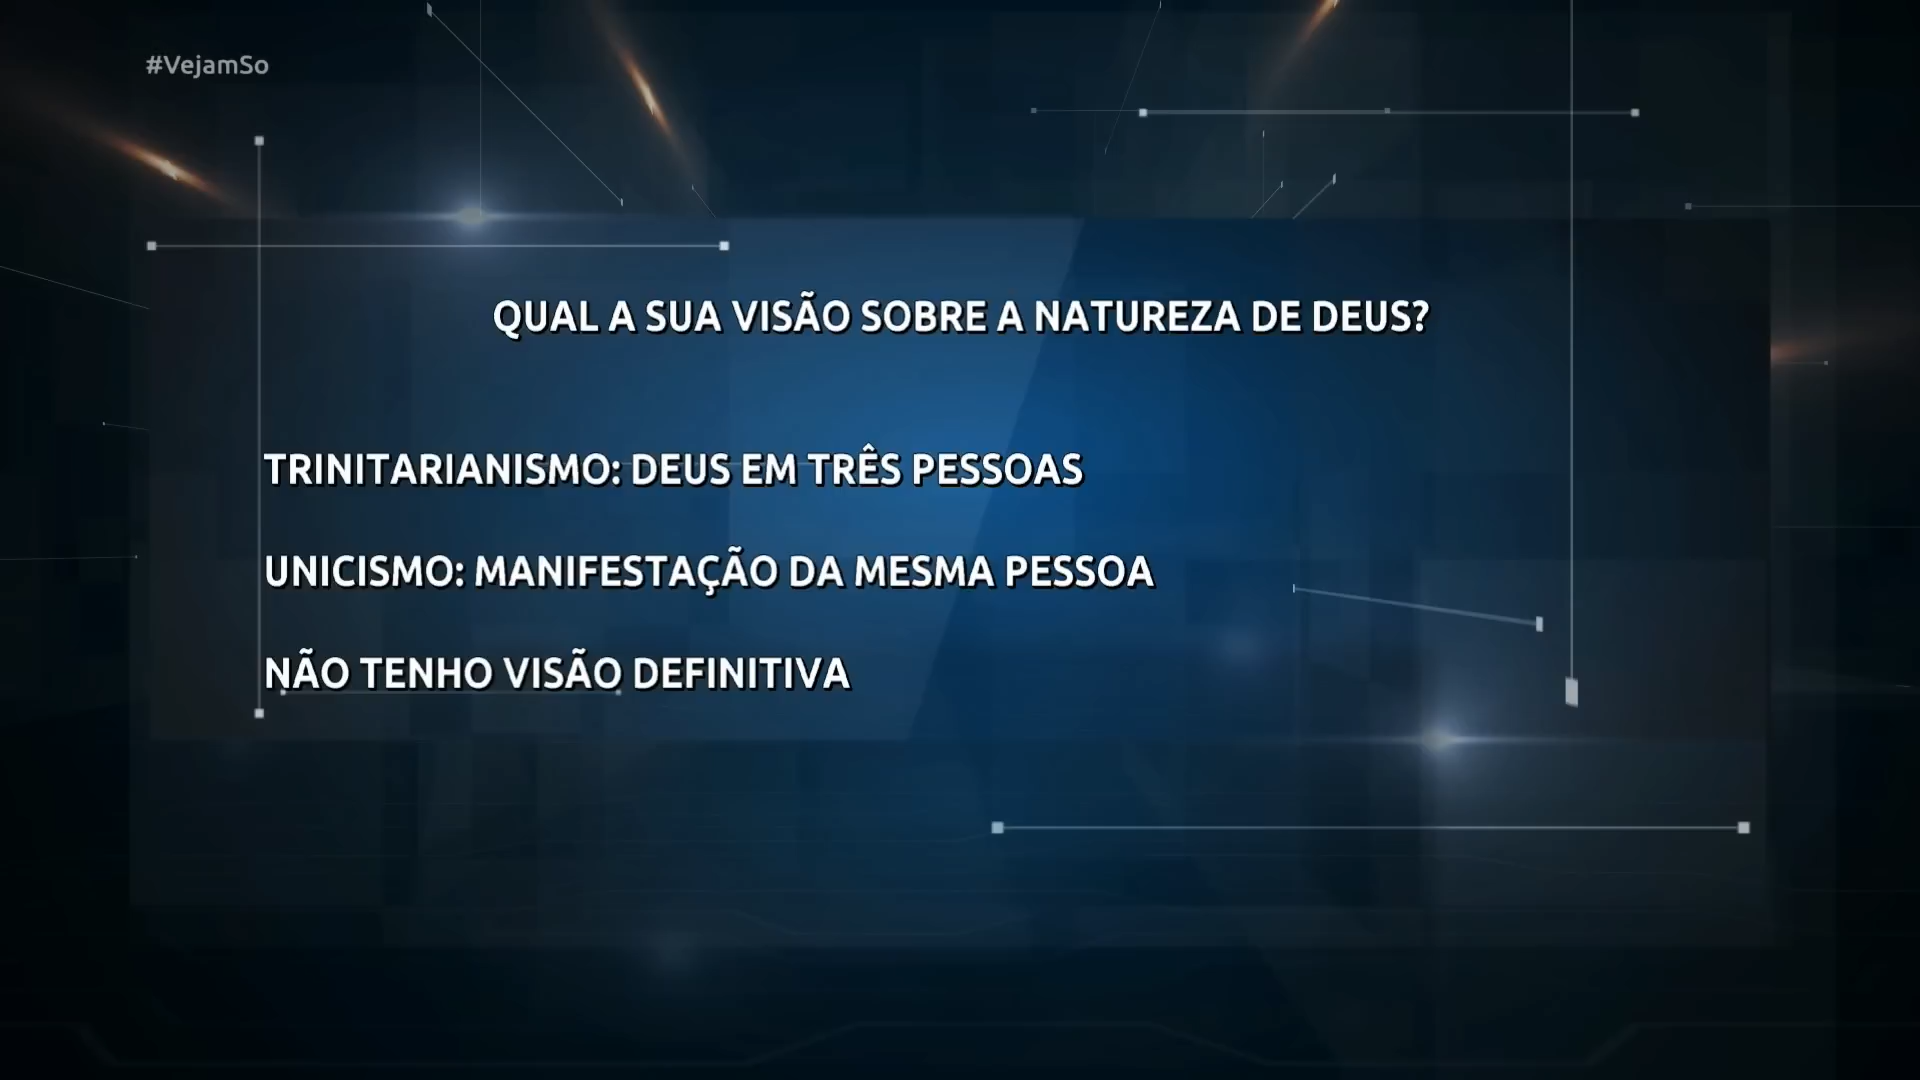 #VejamSo
QUAL A SUA VISÃO SOBRE A NATUREZA DE DEUS?
TRINITARIANISMO: DEUS EM TRÊS PESSOAS
UNICISMO: MANIFESTAÇÃO DA MESMA PESSOA
NÃO TENHO VISÃO DEFINITIVA